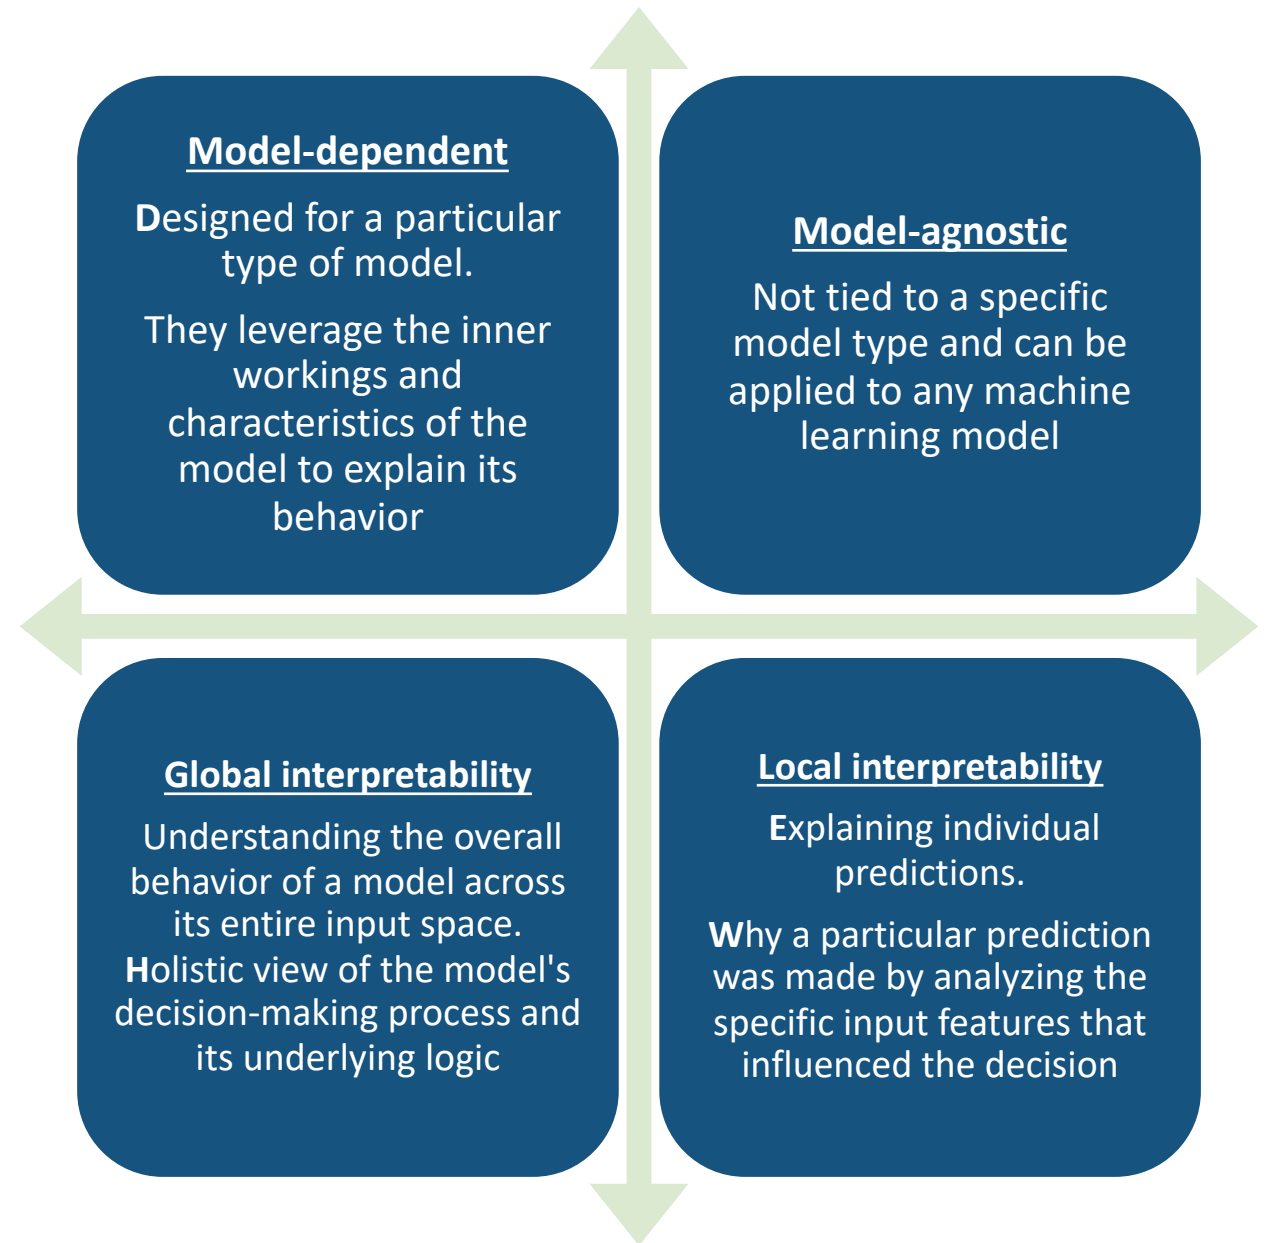 Model-dependent
Designed for a particular
type of model.
They leverage the inner
workings and
characteristics of the
model to explain its
behavior
Model-agnostic
Not tied to a specific
model type and can be
applied to any machine
learning model
Global interpretability
Understanding the overall
behavior of a model across
its entire input space.
Holistic view of the model's
decision-making process and
its underlying logic
Local interpretability
Explaining individual
predictions.
Why a particular prediction
was made by analyzing the
specific input features that
influenced the decision